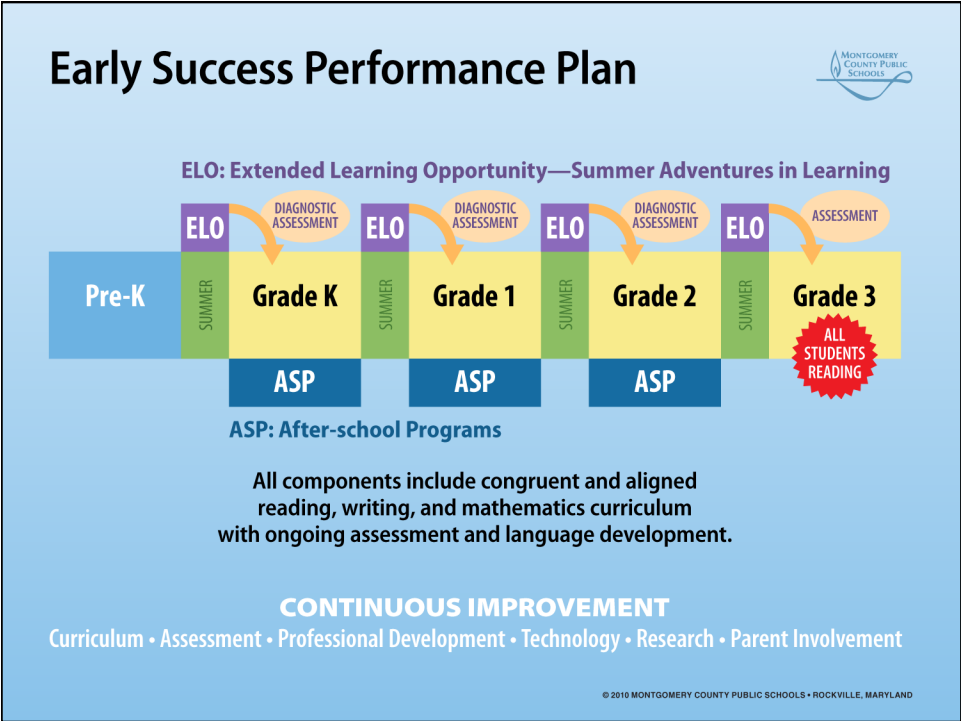 Early Success Performance Plan
MONTGOMERY
COUNTY PUBLIC
SCHOOLS
ELO: Extended Learning Opportunity—Summer Adventures in Learning
ELO
DIAGNOSTIC
ASSESSMENT
ELO
DIAGNOSTIC
ASSESSMENT
ELO
DIAGNOSTIC
ASSESSMENT
ELO
ASSESSMENT
Pre-K
SUMMER
Grade K
SUMMER
Grade 1
SUMMER
Grade 2
SUMMER
Grade 3
ALL
STUDENTS
READING
ASP
ASP
ASP
ASP: After-school Programs
All components include congruent and aligned
reading, writing, and mathematics curriculum
with ongoing assessment and language development.
CONTINUOUS IMPROVEMENT
Curriculum • Assessment • Professional Development • Technology • Research • Parent Involvement
© 2010 MONTGOMERY COUNTY PUBLIC SCHOOLS • ROCKVILLE, MARYLAND